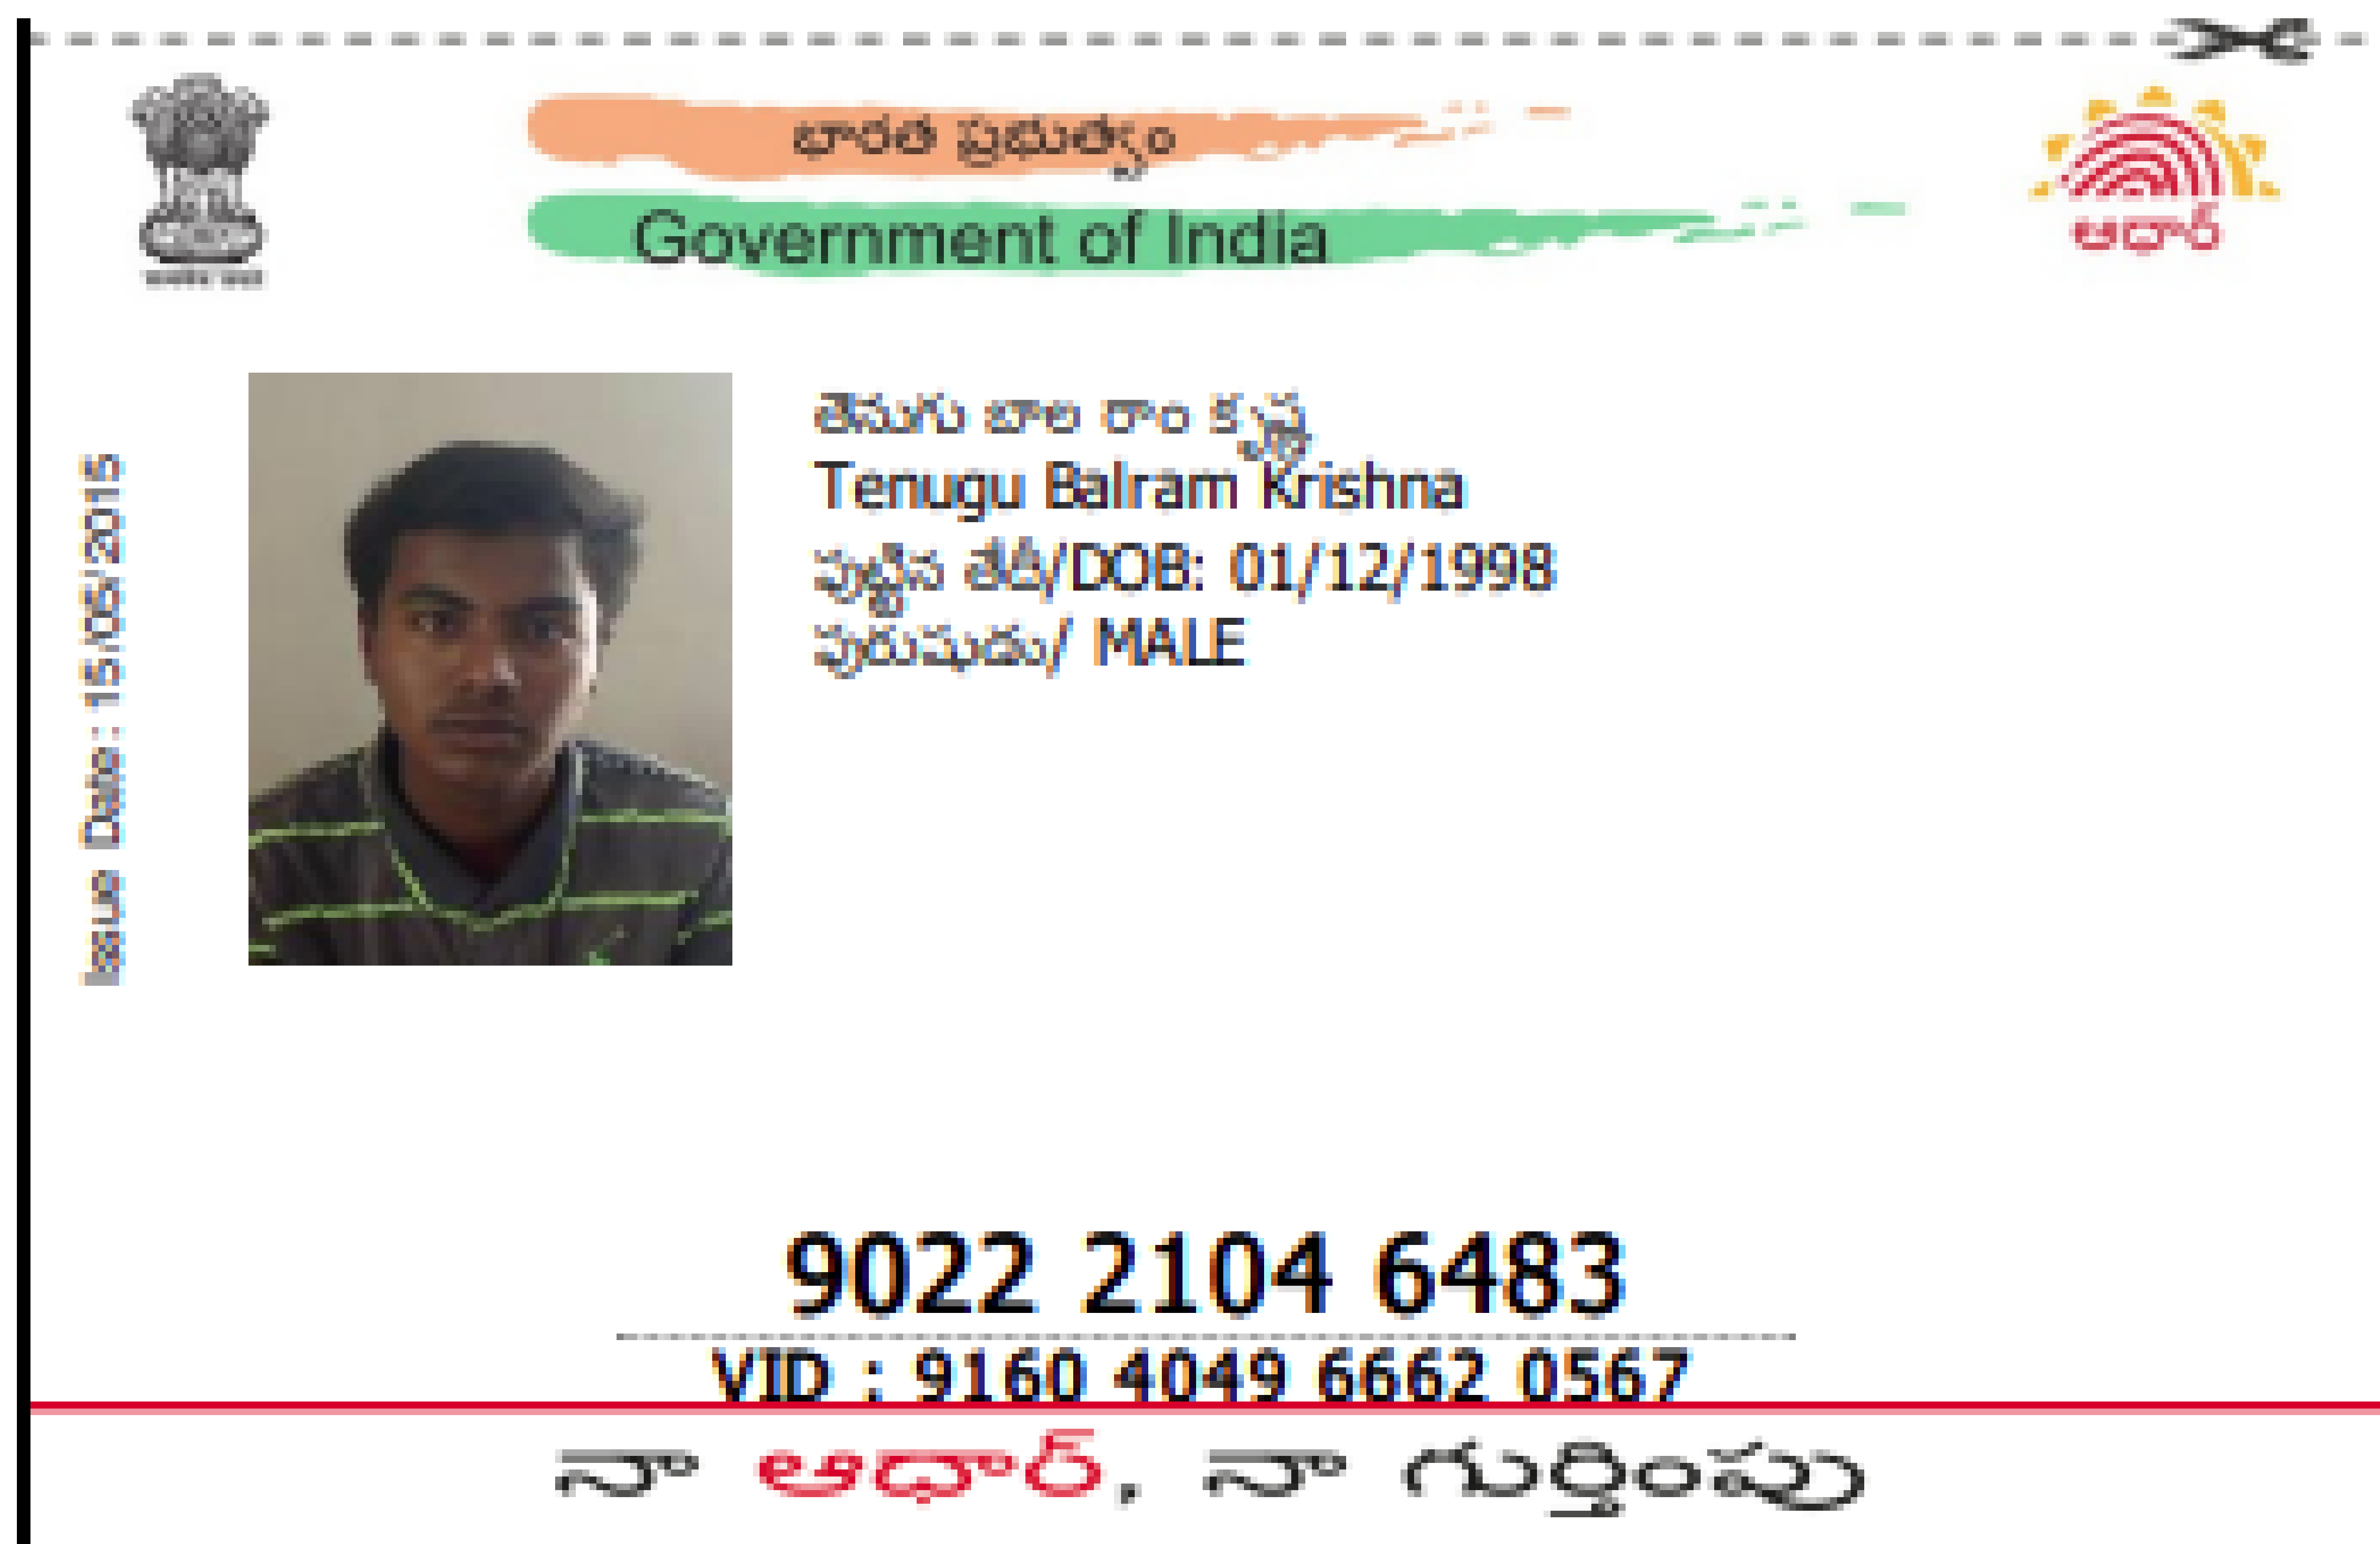 భారత ప్రభుత్వం
Government of India
ఆధార్
Issue Date: 15/05/2015
తెనుగు బాల రాం క్రిష్ణ
Tenugu Balram Krishna
పుట్టిన తేదీ/DOB: 01/12/1998
పురుషుడు/ MALE
9022 2104 6483
VID : 9160 4049 6662 0567
నా ఆధార్, నా గుర్తింపు